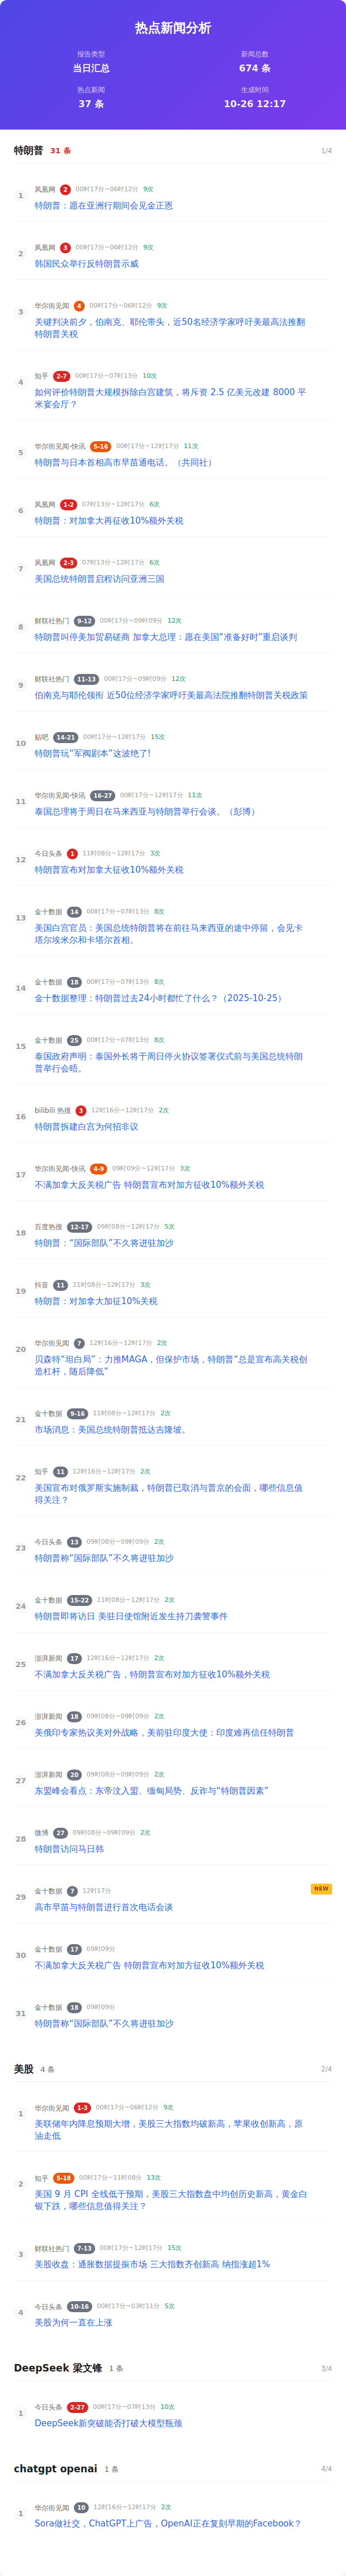 热点新闻分析
报告类型
新闻总数
当日汇总
674 条
热点新闻
生成时间
37 条
10-26 12:17
特朗普 31 条 1/4
1 凤凰网 2 00时17分~06时12分 9次
特朗普：愿在亚洲行期间会见金正恩
2 凤凰网 3 00时17分~06时12分 9次
韩国民众举行反特朗普示威
3 华尔街见闻 4 00时17分~06时12分 9次
关键判决前夕，伯南克、耶伦带头，近50名经济学家呼吁美最高法推翻
特朗普关税
4 知乎 2-7 00时17分~07时13分 10次
如何评价特朗普大规模拆除白宫建筑，将斥资 2.5 亿美元改建 8000 平
米宴会厅？
5 华尔街见闻-快讯 5-16 00时17分~12时17分 11次
特朗普与日本首相高市早苗通电话。（共同社）
6 凤凰网 1-2 07时13分~12时17分 6次
特朗普：对加拿大再征收10%额外关税
7 凤凰网 2-3 07时13分~12时17分 6次
美国总统特朗普启程访问亚洲三国
8 财联社热门 9-12 00时17分~09时09分 12次
特朗普叫停美加贸易磋商 加拿大总理：愿在美国“准备好时”重启谈判
9 财联社热门 11-13 00时17分~09时09分 12次
伯南克与耶伦领衔 近50位经济学家呼吁美最高法院推翻特朗普关税政策
10 贴吧 14-21 00时17分~12时17分 15次
特朗普玩“军阀剧本”这波绝了!
11 华尔街见闻-快讯 16-27 00时17分~12时17分 11次
泰国总理将于周日在马来西亚与特朗普举行会谈。（彭博）
12 今日头条 1 11时08分~12时17分 3次
特朗普宣布对加拿大征收10%额外关税
13 金十数据 14 00时17分~07时13分 8次
美国白宫官员：美国总统特朗普将在前往马来西亚的途中停留，会见卡
塔尔埃米尔和卡塔尔首相。
14 金十数据 18 00时17分~07时13分 8次
金十数据整理：特朗普过去24小时都忙了什么？（2025-10-25）
15 金十数据 25 00时17分~07时13分 8次
泰国政府声明：泰国外长将于周日停火协议签署仪式前与美国总统特朗
普举行会晤。
16 bilibili 热搜 3 12时16分~12时17分 2次
特朗普拆建白宫为何招非议
17 华尔街见闻-快讯 4-9 09时09分~12时17分 3次
不满加拿大反关税广告 特朗普宣布对加方征收10%额外关税
18 百度热搜 12-17 09时08分~12时17分 5次
特朗普：“国际部队”不久将进驻加沙
19 抖音 11 11时08分~12时17分 3次
特朗普：对加拿大加征10%关税
20 华尔街见闻 7 12时16分~12时17分 2次
贝森特“坦白局”：力推MAGA，但保护市场，特朗普“总是宣布高关税创
造杠杆，随后降低”
21 金十数据 9-16 11时08分~12时17分 2次
市场消息：美国总统特朗普抵达吉隆坡。
22 知乎 11 12时16分~12时17分 2次
美国宣布对俄罗斯实施制裁，特朗普已取消与普京的会面，哪些信息值
得关注？
23 今日头条 13 09时08分~09时09分 2次
特朗普称“国际部队”不久将进驻加沙
24 金十数据 15-22 11时08分~12时17分 2次
特朗普即将访日 美驻日使馆附近发生持刀袭警事件
25 澎湃新闻 17 12时16分~12时17分 2次
不满加拿大反关税广告，特朗普宣布对加方征收10%额外关税
26 澎湃新闻 18 09时08分~09时09分 2次
美俄印专家热议美对外战略，美前驻印度大使：印度难再信任特朗普
27 澎湃新闻 20 09时08分~09时09分 2次
东盟峰会看点：东帝汶入盟、缅甸局势、反诈与“特朗普因素”
28 微博 27 09时08分~09时09分 2次
特朗普访问马日韩
29 金十数据 7 12时17分 NEW
高市早苗与特朗普进行首次电话会谈
30 金十数据 17 09时09分
不满加拿大反关税广告 特朗普宣布对加方征收10%额外关税
31 金十数据 18 09时09分
特朗普称“国际部队”不久将进驻加沙
美股 4 条 2/4
1 华尔街见闻 1-3 00时17分~06时12分 9次
美联储年内降息预期大增，美股三大指数均破新高，苹果收创新高，原
油走低
2 知乎 5-18 00时17分~11时08分 13次
美国 9 月 CPI 全线低于预期，美股三大指数盘中均创历史新高，黄金白
银下跌，哪些信息值得关注？
3 财联社热门 7-13 00时17分~12时17分 15次
美股收盘：通胀数据提振市场 三大指数齐创新高 纳指涨超1%
4 今日头条 10-16 00时17分~03时11分 5次
美股为何一直在上涨
DeepSeek 梁文锋 1 条 3/4
1 今日头条 2-27 00时17分~07时13分 10次
DeepSeek新突破能否打破大模型瓶颈
chatgpt openai 1 条 4/4
1 华尔街见闻 10 12时16分~12时17分 2次
Sora做社交，ChatGPT上广告，OpenAI正在复刻早期的Facebook？